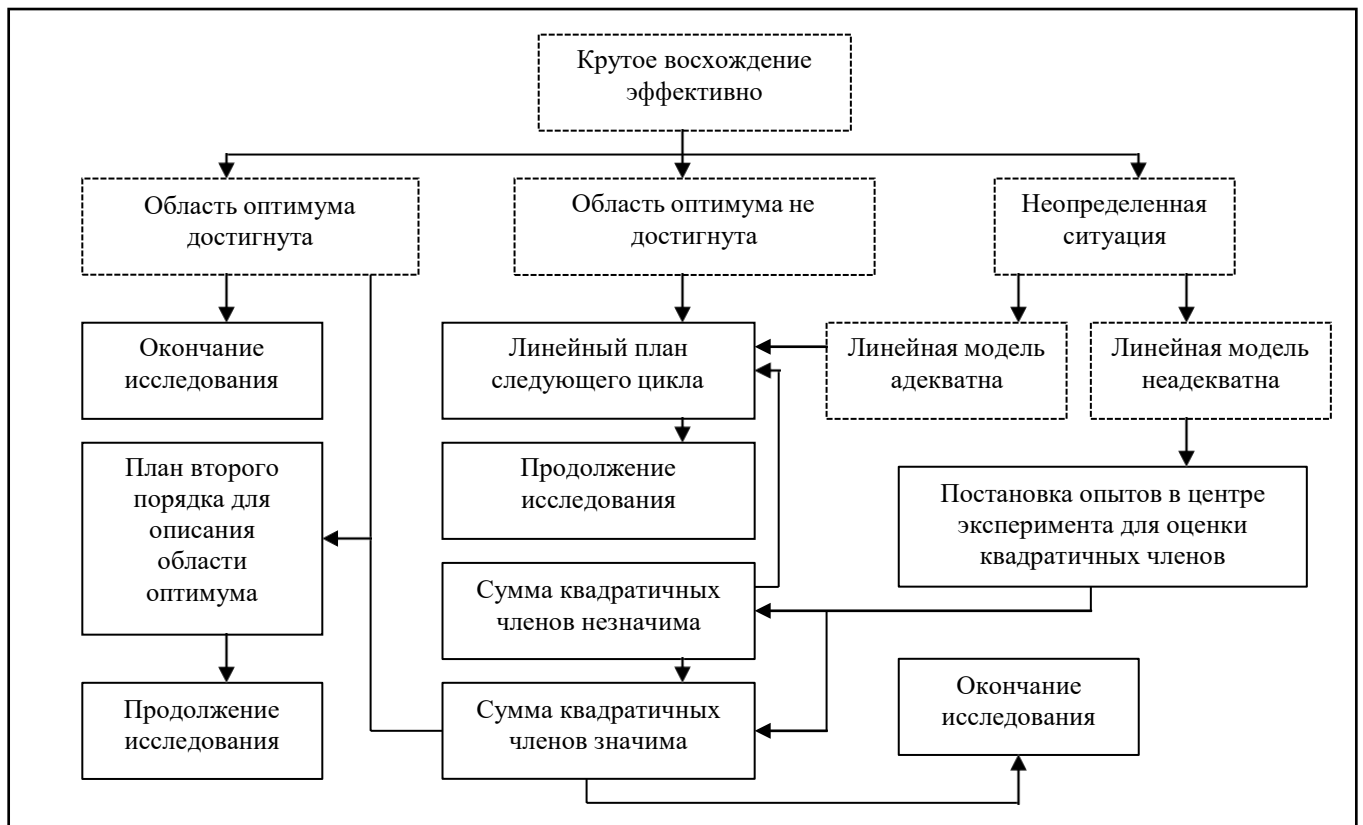 Крутое восхождение
эффективно
Область оптимума
достигнута
Область оптимума не
достигнута
Неопределенная
ситуация
Окончание
исследования
Линейный план
следующего цикла
Линейная модель
адекватна
Линейная модель
неадекватна
План второго
порядка для
описания
области
оптимума
Продолжение
исследования
Постановка опытов в центре
эксперимента для оценки
квадратичных членов
Сумма квадратичных
членов незначима
Продолжение
исследования
Сумма квадратичных
членов значима
Окончание
исследования